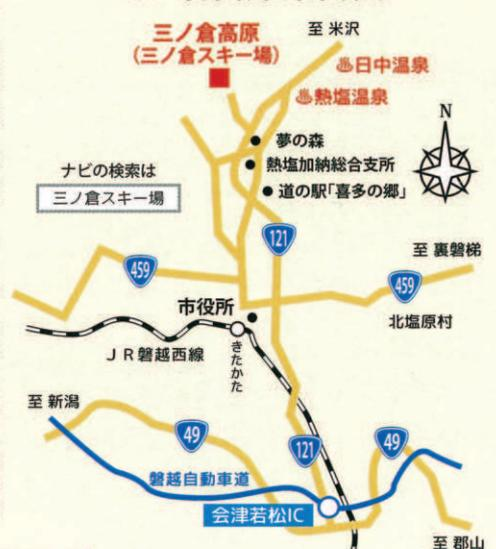 至 米沢
三ノ倉高原
(三ノ倉スキー場)
♨日中温泉
♨熱塩温泉
N
夢の森
熱塩加納総合支所
道の駅「喜多の郷」
ナビの検索は
三ノ倉スキー場
121
459
至 裏磐梯
459
北塩原村
市役所
きたかた
JR磐越西線
至 新潟
49
121
49
磐越自動車道
会津若松IC
至 郡山